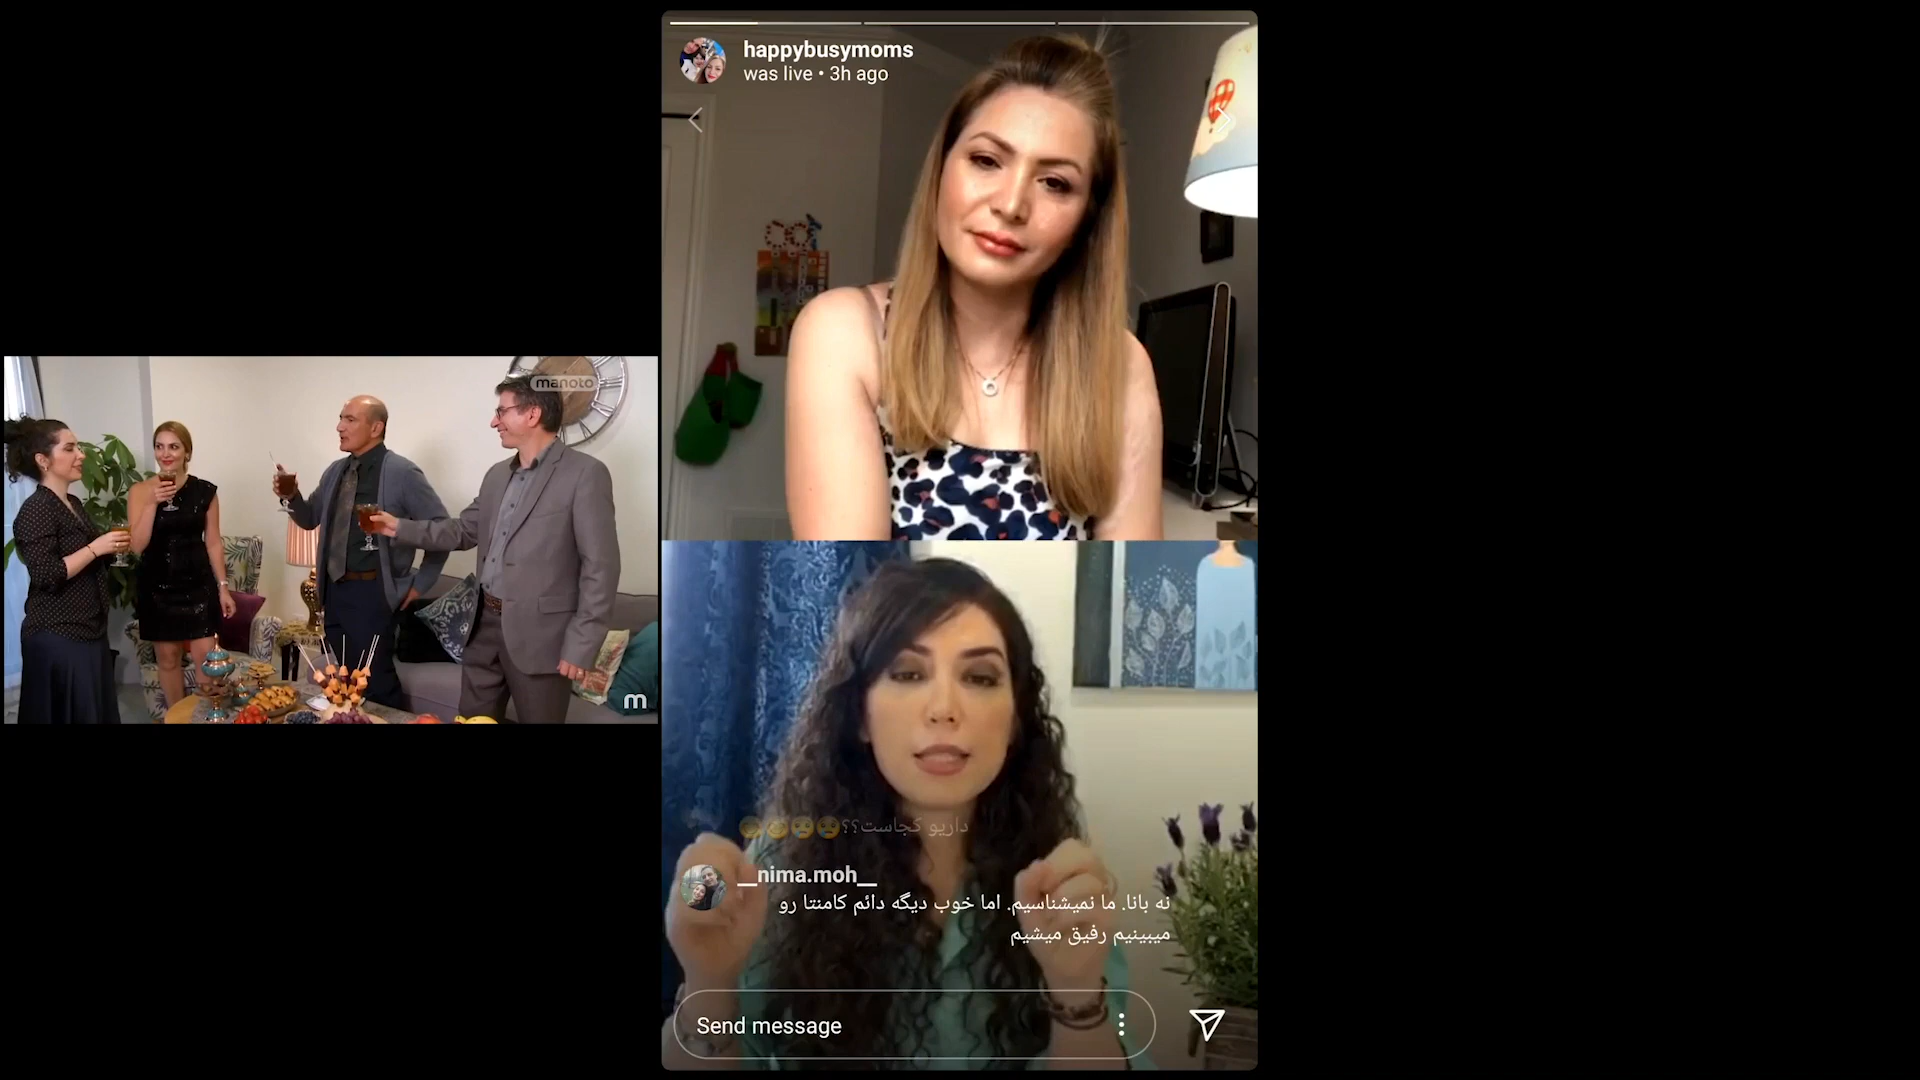 manoto
m
happybusymoms
was live • 3h ago
داریو کجاست؟؟
__nima.moh__
نه بانا. ما نمیشناسیم. اما خوب دیگه دائم کامنتا رو
میبینیم رفیق میشیم
Send message